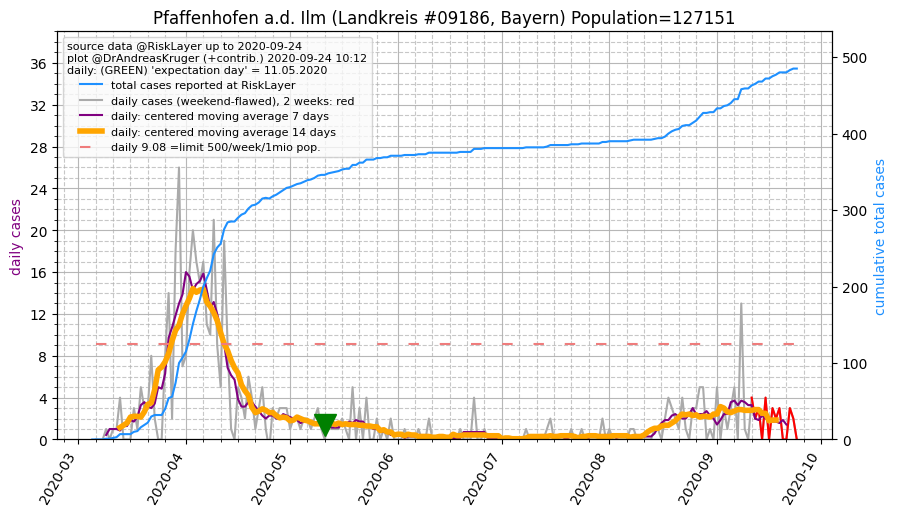 Pfaffenhofen a.d. Ilm (Landkreis #09186, Bayern) Population=127151
source data @RiskLayer up to 2020-09-24
plot @DrAndreasKruger (+contrib.) 2020-09-24 10:12
daily: (GREEN) 'expectation day' = 11.05.2020
total cases reported at RiskLayer
daily cases (weekend-flawed), 2 weeks: red
daily: centered moving average 7 days
daily: centered moving average 14 days
daily 9.08 =limit 500/week/1mio pop.
daily cases
36
32
28
24
20
16
12
8
4
0
500
400
300
200
100
0
cumulative total cases
2020-03
2020-04
2020-05
2020-06
2020-07
2020-08
2020-09
2020-10